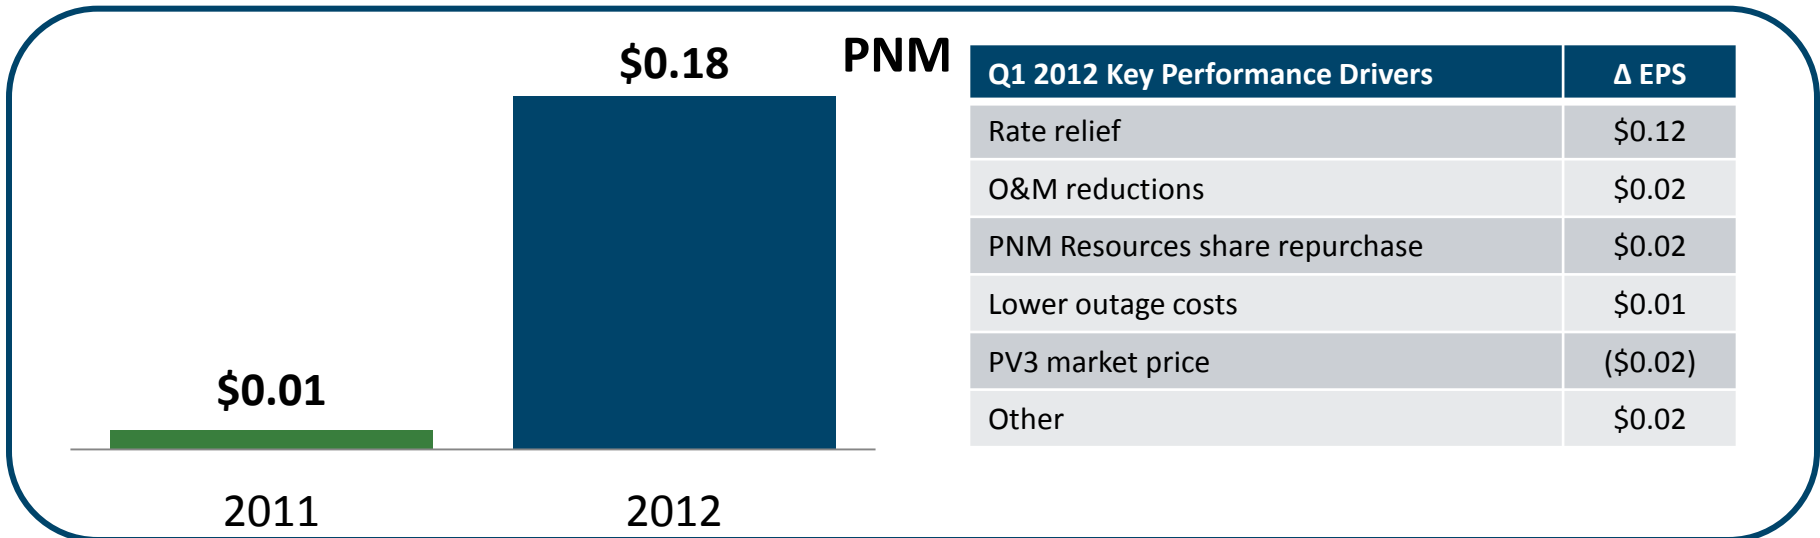 PNM
$0.18
$0.01
2011 2012
Q1 2012 Key Performance Drivers Δ EPS
Rate relief $0.12
O&M reductions $0.02
PNM Resources share repurchase $0.02
Lower outage costs $0.01
PV3 market price ($0.02)
Other $0.02